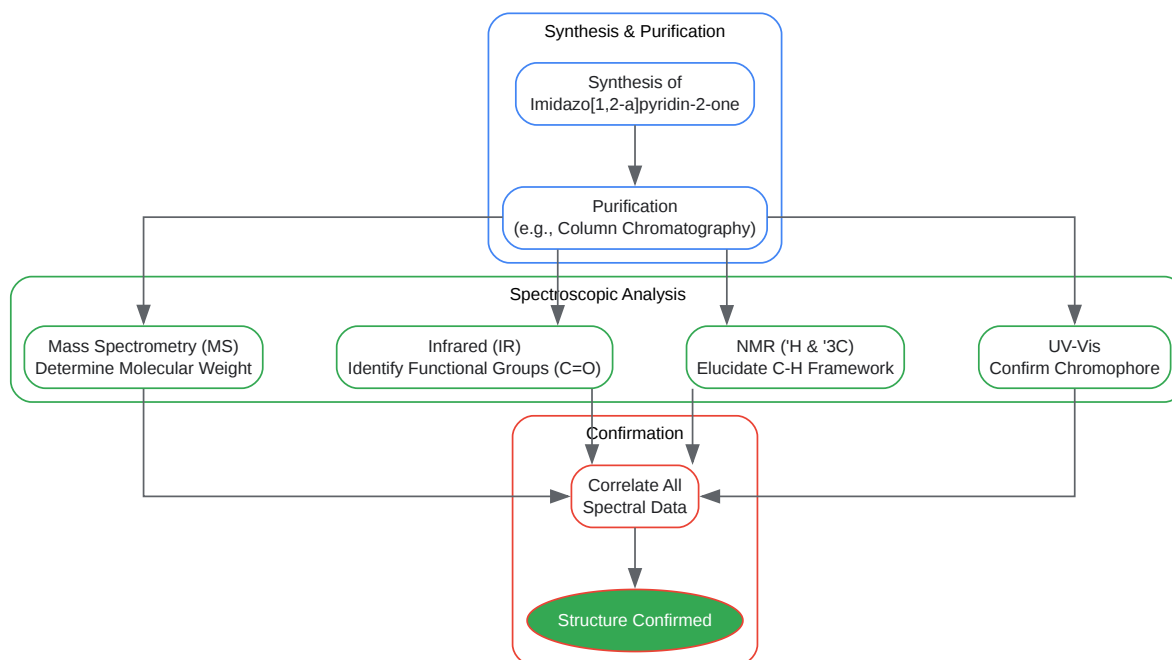 Synthesis & Purification
Synthesis of
Imidazo[1,2-a]pyridin-2-one
Purification
(e.g., Column Chromatography)
Spectroscopic Analysis
Mass Spectrometry (MS)
Determine Molecular Weight
Infrared (IR)
Identify Functional Groups (C=O)
NMR ('H & '3C)
Elucidate C-H Framework
UV-Vis
Confirm Chromophore
Confirmation
Correlate All
Spectral Data
Structure Confirmed